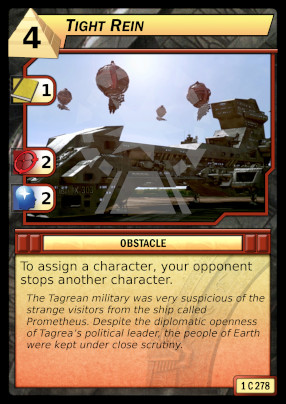 4
TIGHT REIN
1
2
2
OBSTACLE
To assign a character, your opponent
stops another character.
The Tagrean military was very suspicious of the
strange visitors from the ship called
Prometheus. Despite the diplomatic openness
of Tagrea's political leader, the people of Earth
were kept under close scrutiny.
1 C 278